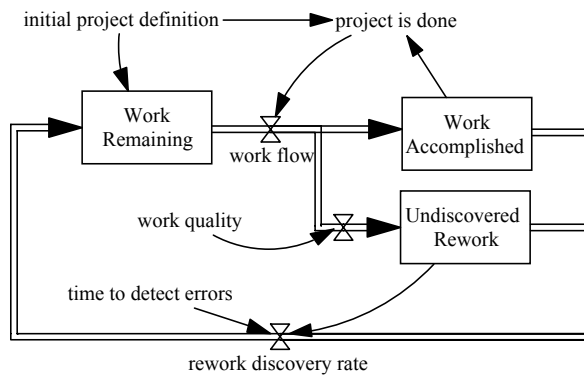 initial project definition
project is done
Work
Remaining
work flow
Work
Accomplished
work quality
Undiscovered
Rework
time to detect errors
rework discovery rate